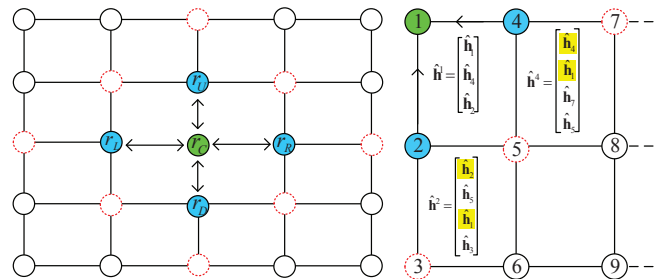 r_U
r_L
r_C
r_R
r_D
1
4
7
ĥ¹ = [ĥ₁ ĥ₄ ĥ₂]
ĥ⁴ = [ĥ₄ ĥ₁ ĥ₇ ĥ₅]
2
5
8
ĥ² = [ĥ₂ ĥ₅ ĥ₁ ĥ₃]
3
6
9